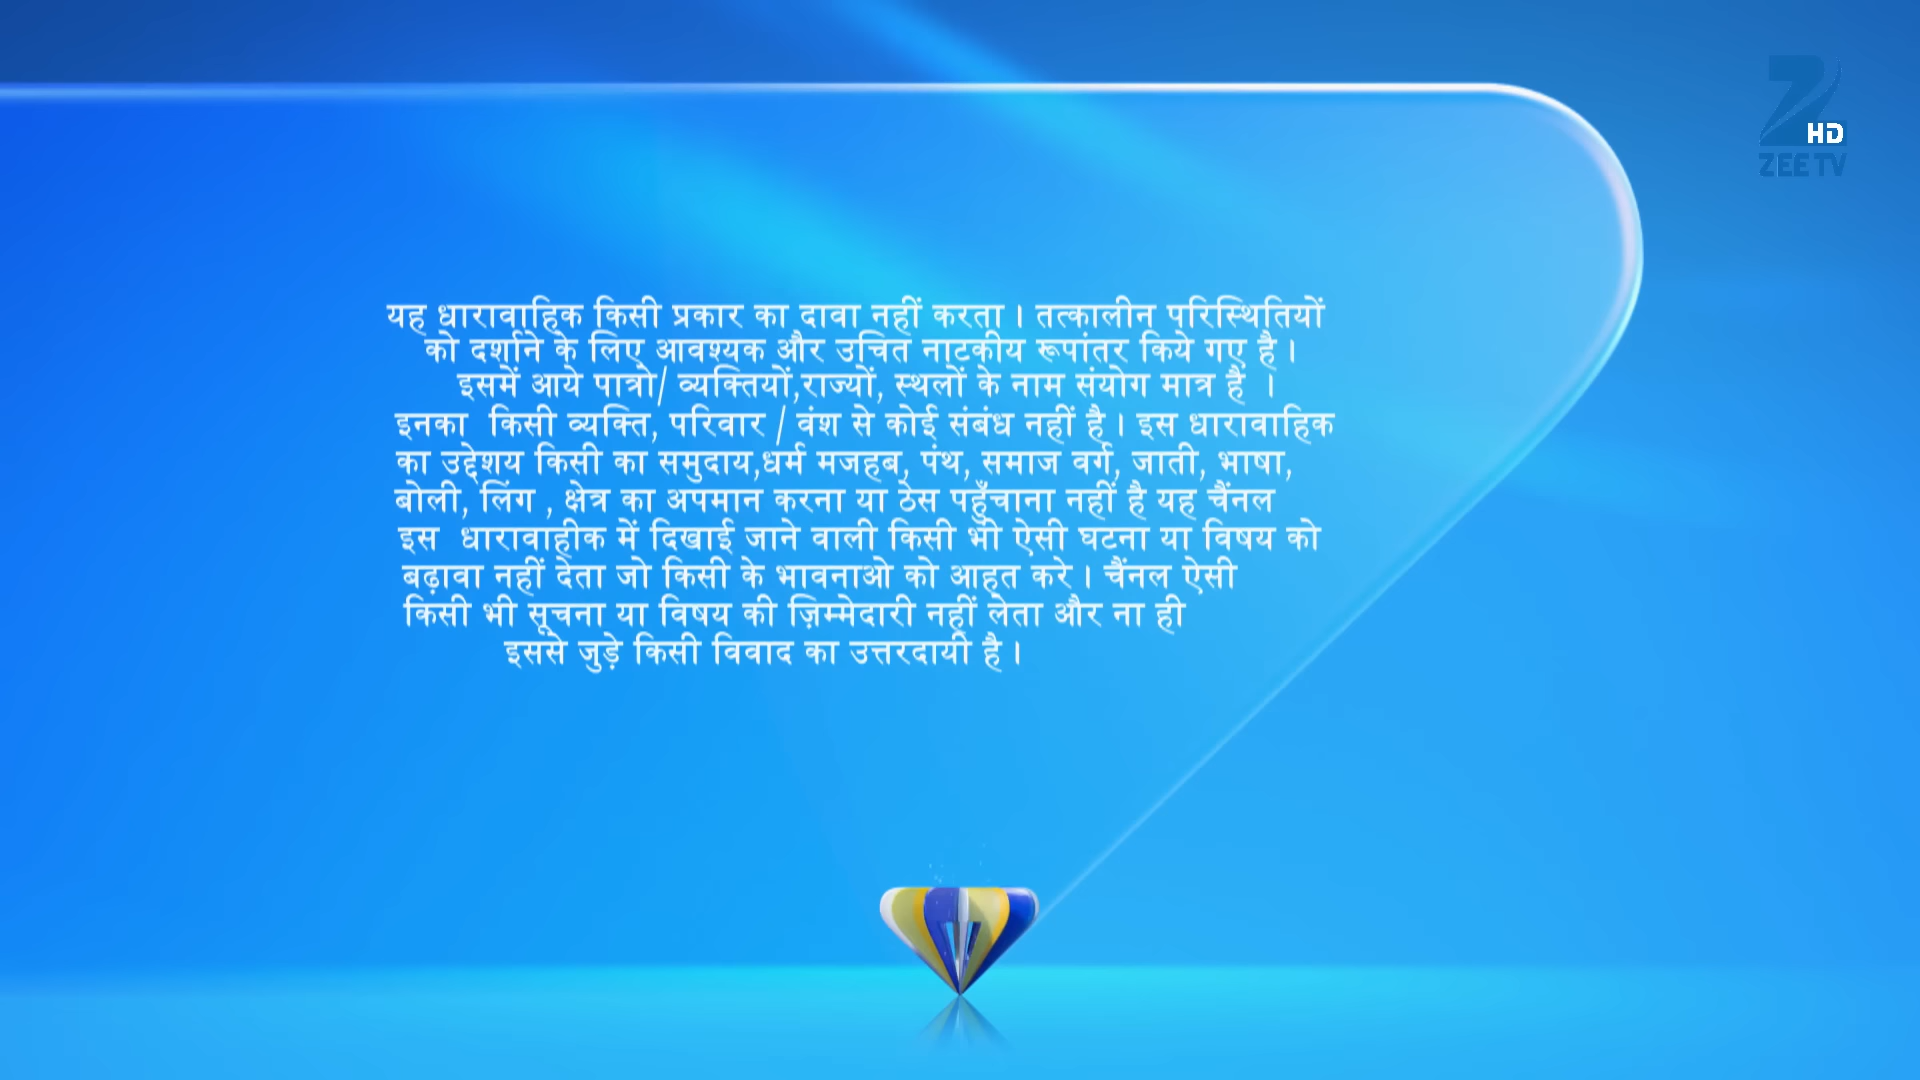 HD
ZEE TV
यह धारावाहिक किसी प्रकार का दावा नहीं करता । तत्कालीन परिस्थितियों
को दर्शाने के लिए आवश्यक और उचित नाटकीय रूपांतर किये गए है ।
इसमें आये पात्रो/ व्यक्तियों,राज्यों, स्थलों के नाम संयोग मात्र हैं ।
इनका किसी व्यक्ति, परिवार / वंश से कोई संबंध नहीं है । इस धारावाहिक
का उद्देशय किसी का समुदाय,धर्म मजहब, पंथ, समाज वर्ग, जाती, भाषा,
बोली, लिंग , क्षेत्र का अपमान करना या ठेस पहुँचाना नहीं है यह चैंनल
इस धारावाहीक में दिखाई जाने वाली किसी भी ऐसी घटना या विषय को
बढ़ावा नहीं देता जो किसी के भावनाओ को आहत करे । चैंनल ऐसी
किसी भी सूचना या विषय की ज़िम्मेदारी नहीं लेता और ना ही
इससे जुड़े किसी विवाद का उत्तरदायी है ।